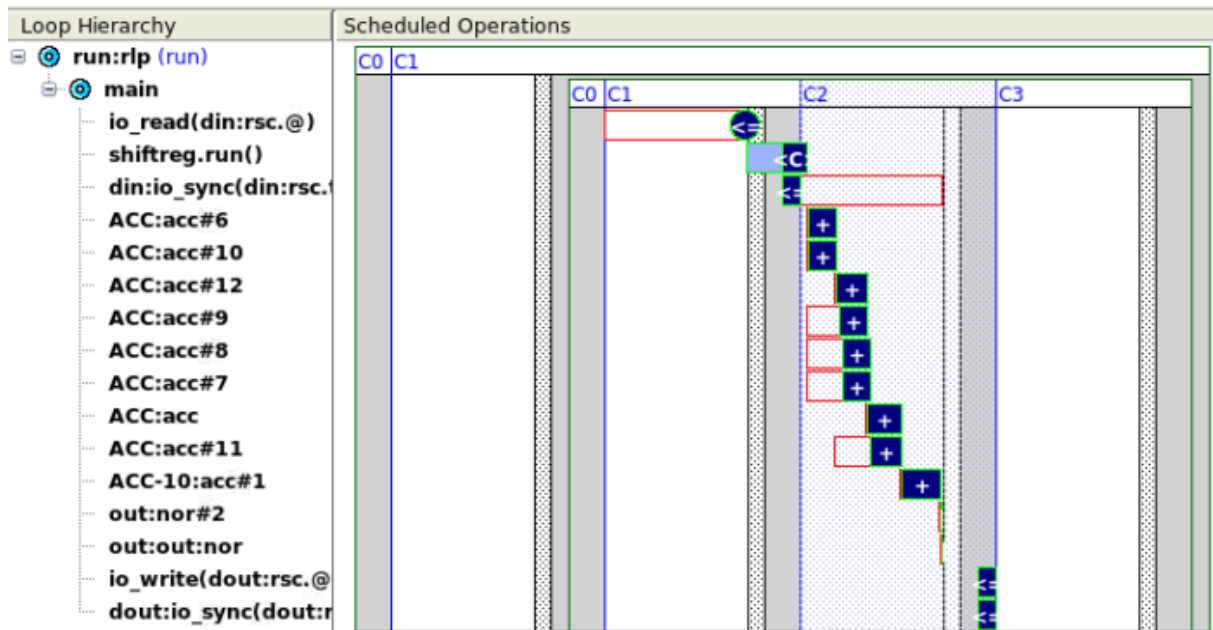 Loop Hierarchy Scheduled Operations
run:rlp (run)
C0 C1
main
C0 C1 C2 C3
io_read(din:rsc.@) <=
shiftreg.run() <C
din:io_sync(din:rsc. <=
ACC:acc#6 +
ACC:acc#10 +
ACC:acc#12 +
ACC:acc#9 +
ACC:acc#8 +
ACC:acc#7 +
ACC:acc +
ACC:acc#11 +
ACC-10:acc#1 +
out:nor#2
out:out:nor
io_write(dout:rsc.@ <=
dout:io_sync(dout:r <=